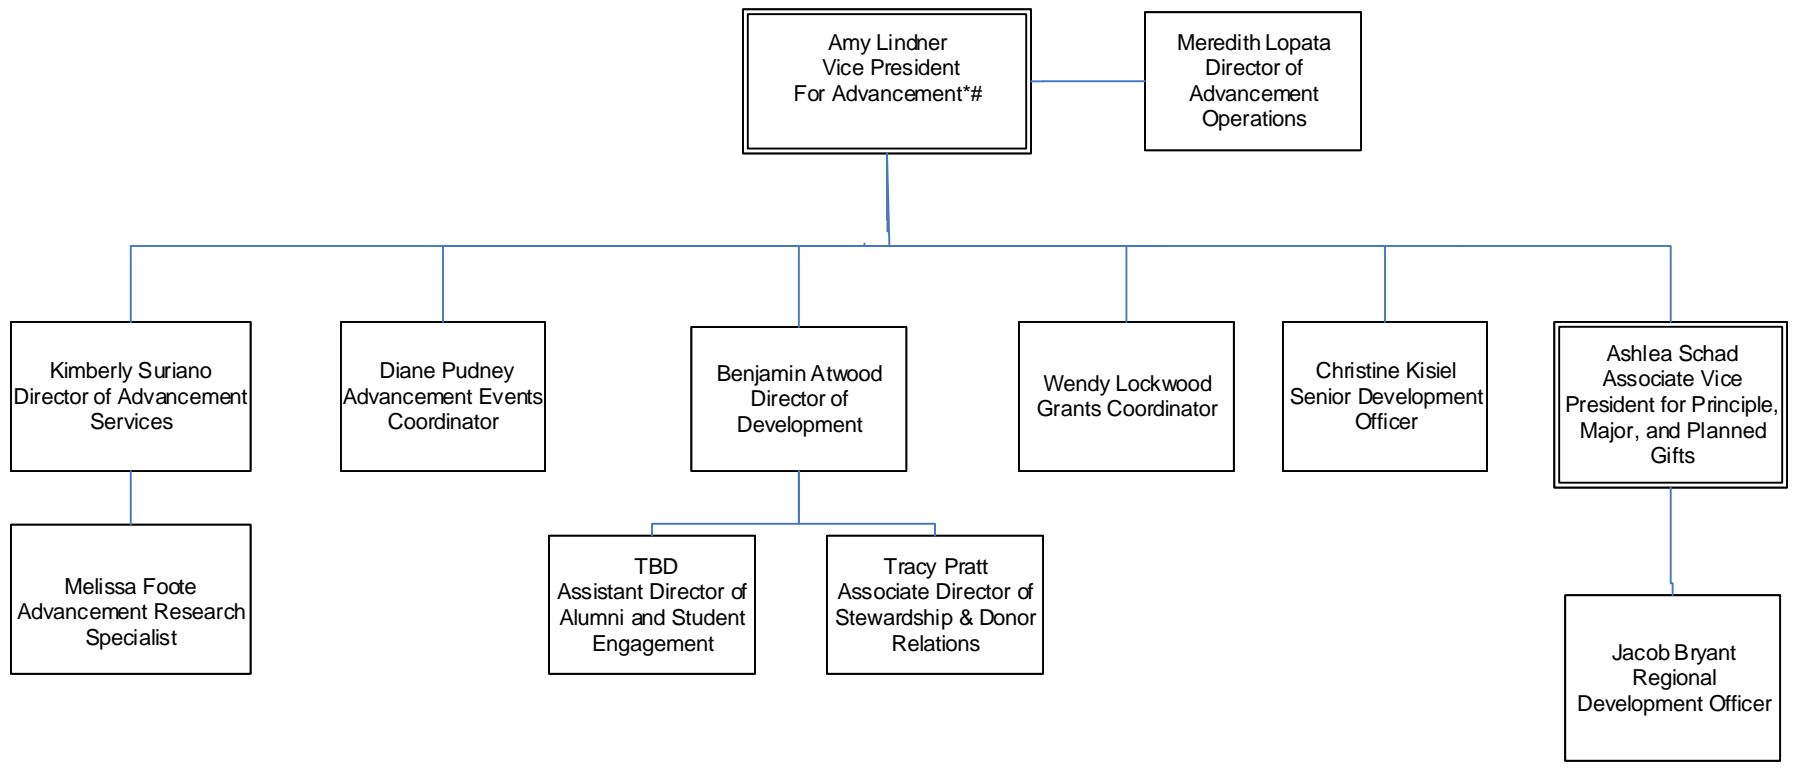 Amy Lindner
Vice President
For Advancement*#
Meredith Lopata
Director of
Advancement
Operations
Kimberly Suriano
Director of Advancement
Services
Diane Pudney
Advancement Events
Coordinator
Benjamin Atwood
Director of
Development
Wendy Lockwood
Grants Coordinator
Christine Kisiel
Senior Development
Officer
Ashlea Schad
Associate Vice
President for Principle,
Major, and Planned
Gifts
Melissa Foote
Advancement Research
Specialist
TBD
Assistant Director of
Alumni and Student
Engagement
Tracy Pratt
Associate Director of
Stewardship & Donor
Relations
Jacob Bryant
Regional
Development Officer